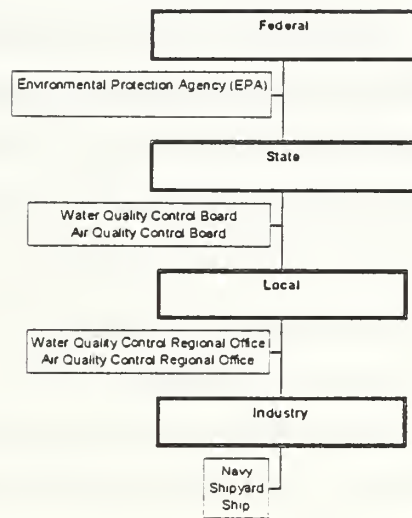 Federal
Environmental Protection Agency (EPA)
State
Water Quality Control Board
Air Quality Control Board
Local
Water Quality Control Regional Office
Air Quality Control Regional Office
Industry
Navy
Shipyard
Ship